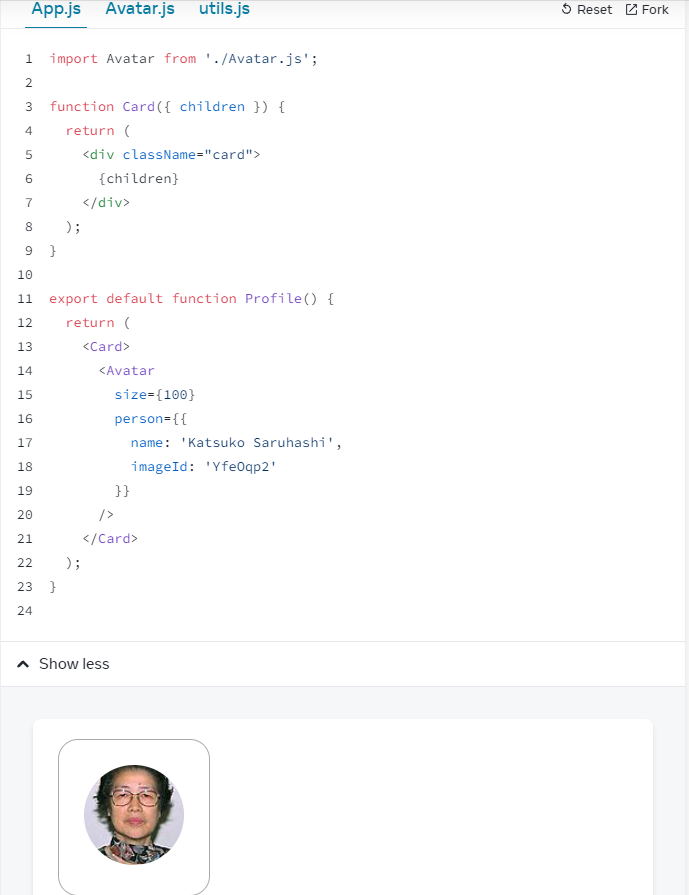 App.js Avatar.js utils.js Reset Fork
1 import Avatar from './Avatar.js';
2
3 function Card({ children }) {
4 return (
5 <div className="card">
6 {children}
7 </div>
8 );
9 }
10
11 export default function Profile() {
12 return (
13 <Card>
14 <Avatar
15 size={100}
16 person={{
17 name: 'Katsuko Saruhashi',
18 imageId: 'YfeOqp2'
19 }}
20 />
21 </Card>
22 );
23 }
24
Show less